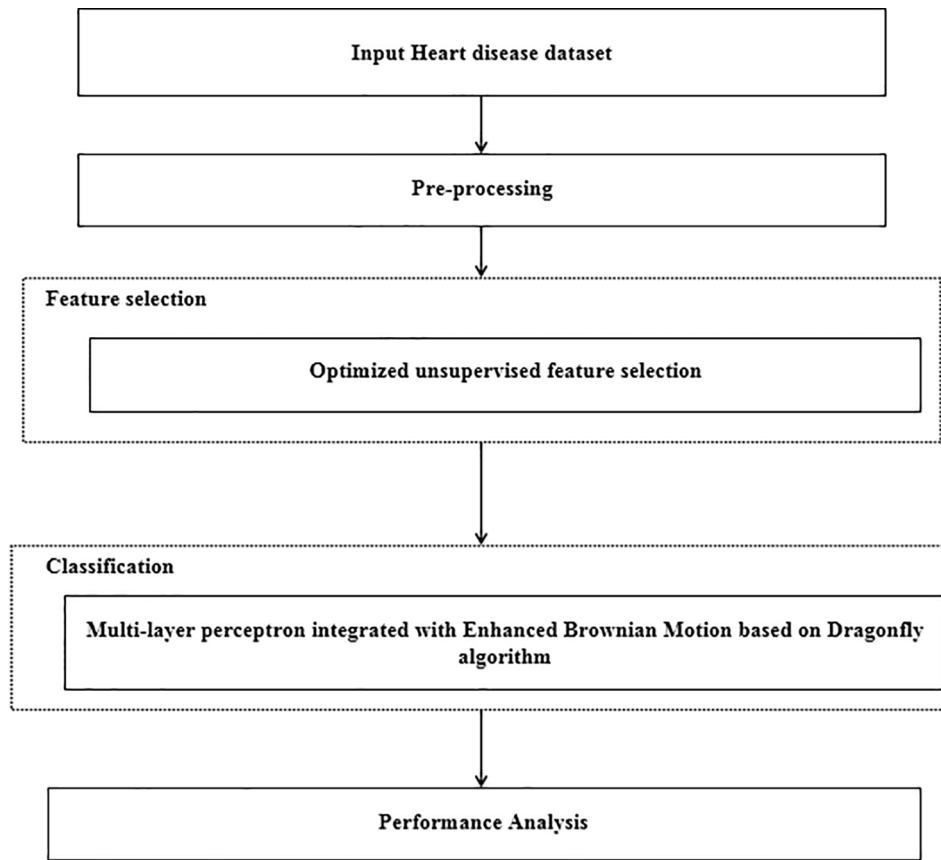 Input Heart disease dataset
Pre-processing
Feature selection
Optimized unsupervised feature selection
Classification
Multi-layer perceptron integrated with Enhanced Brownian Motion based on Dragonfly
algorithm
Performance Analysis